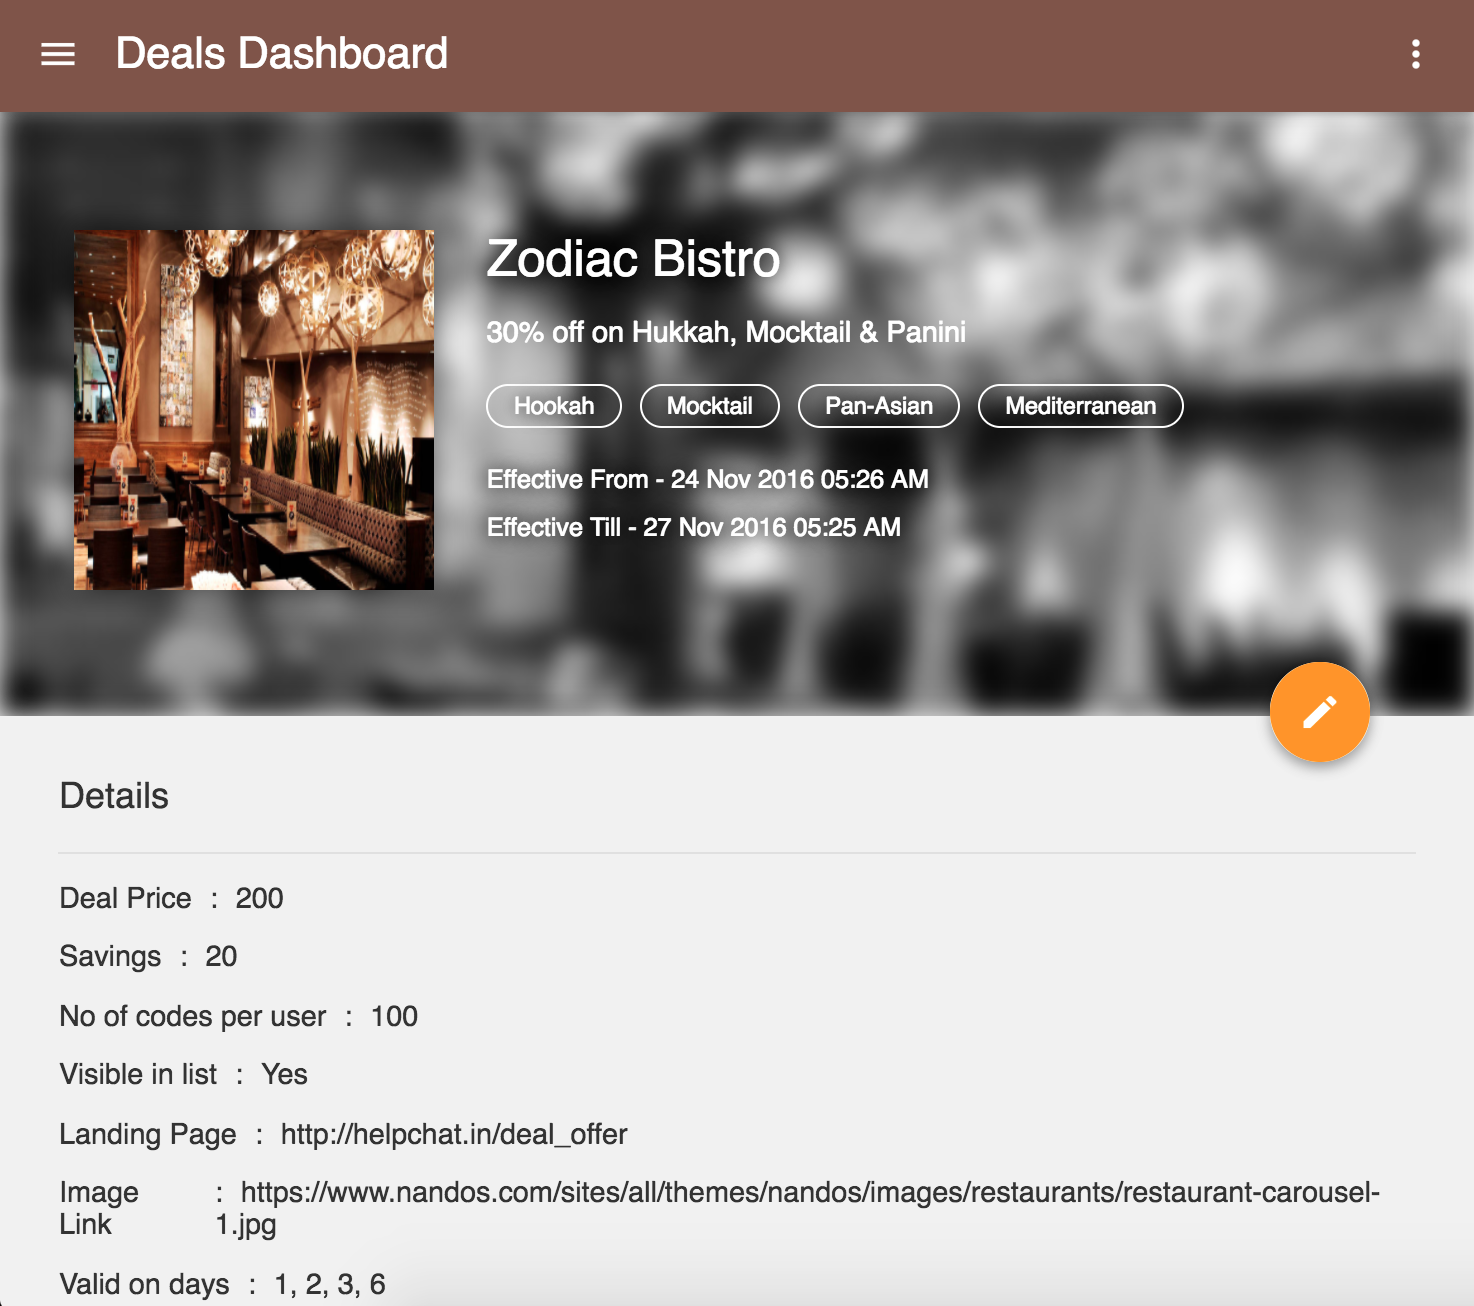 Deals Dashboard
Zodiac Bistro
30% off on Hukkah, Mocktail & Panini
Hookah Mocktail Pan-Asian Mediterranean
Effective From - 24 Nov 2016 05:26 AM
Effective Till - 27 Nov 2016 05:25 AM
Details
Deal Price : 200
Savings : 20
No of codes per user : 100
Visible in list : Yes
Landing Page : http://helpchat.in/deal_offer
Image : https://www.nandos.com/sites/all/themes/nandos/images/restaurants/restaurant-carousel-
Link 1.jpg
Valid on days : 1, 2, 3, 6